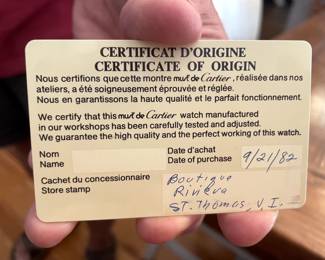 CERTIFICAT D'ORIGINE
CERTIFICATE OF ORIGIN
Nous certifions que cette montre must de Cartier, réalisée dans nos
ateliers, a été soigneusement éprouvée et réglée.
Nous en garantissons la haute qualité et le parfait fonctionnement.
We certify that this must de Cartier watch manufactured
in our workshops has been carefully tested and adjusted.
We guarantee the high quality and the perfect working of this watch.
Nom
Name
Date d'achat
Date of purchase 9/21/82
Cachet du concessionnaire
Store stamp
Boutique
Riviera
ST. Thomas, V.I.